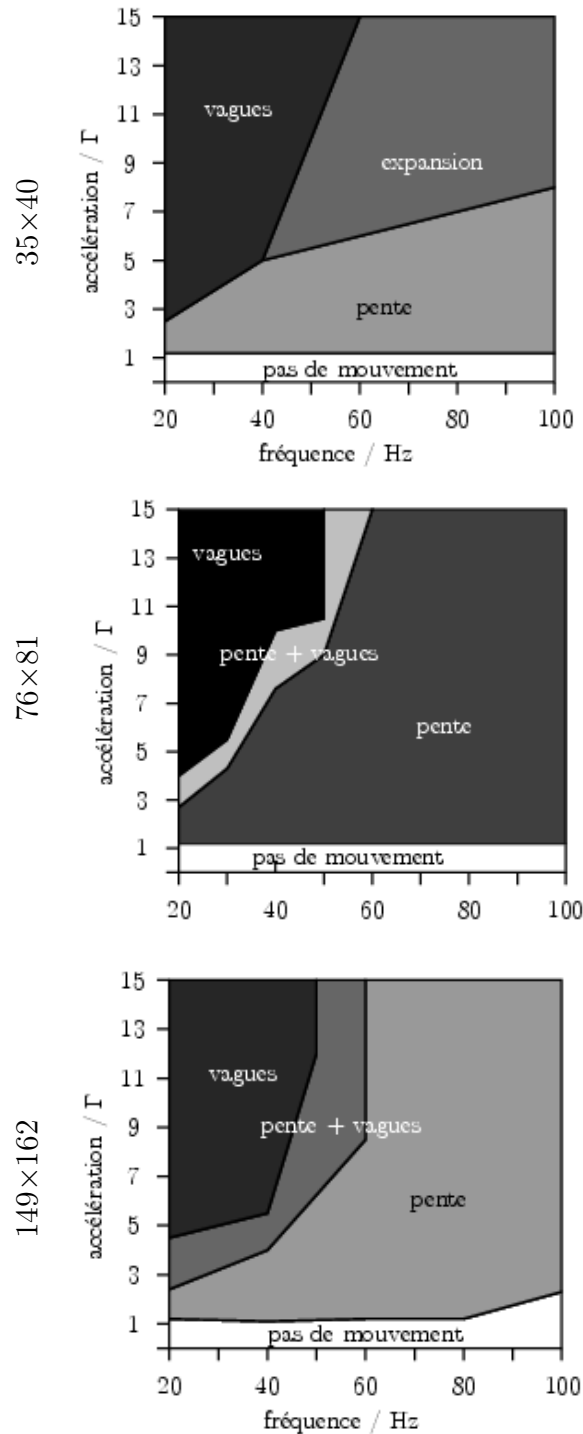 35×40
accélération / Γ
15
13
11
9
7
5
3
1
vagues
expansion
pente
pas de mouvement
20 40 60 80 100
fréquence / Hz
76×81
accélération / Γ
15
13
11
9
7
5
3
1
vagues
pente + vagues
pente
pas de mouvement
20 40 60 80 100
149×162
accélération / Γ
15
13
11
9
7
5
3
1
vagues
pente + vagues
pente
pas de mouvement
20 40 60 80 100
fréquence / Hz